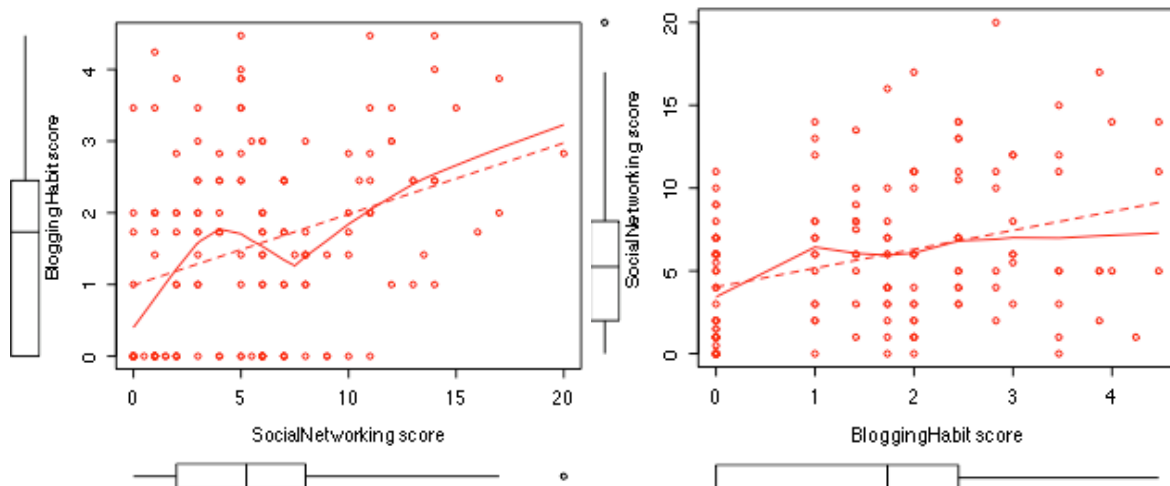 BloggingHabit score
4
3
2
1
0
0 5 10 15 20
SocialNetworking score
SocialNetworking score
20
15
10
5
0
0 1 2 3 4
BloggingHabit score